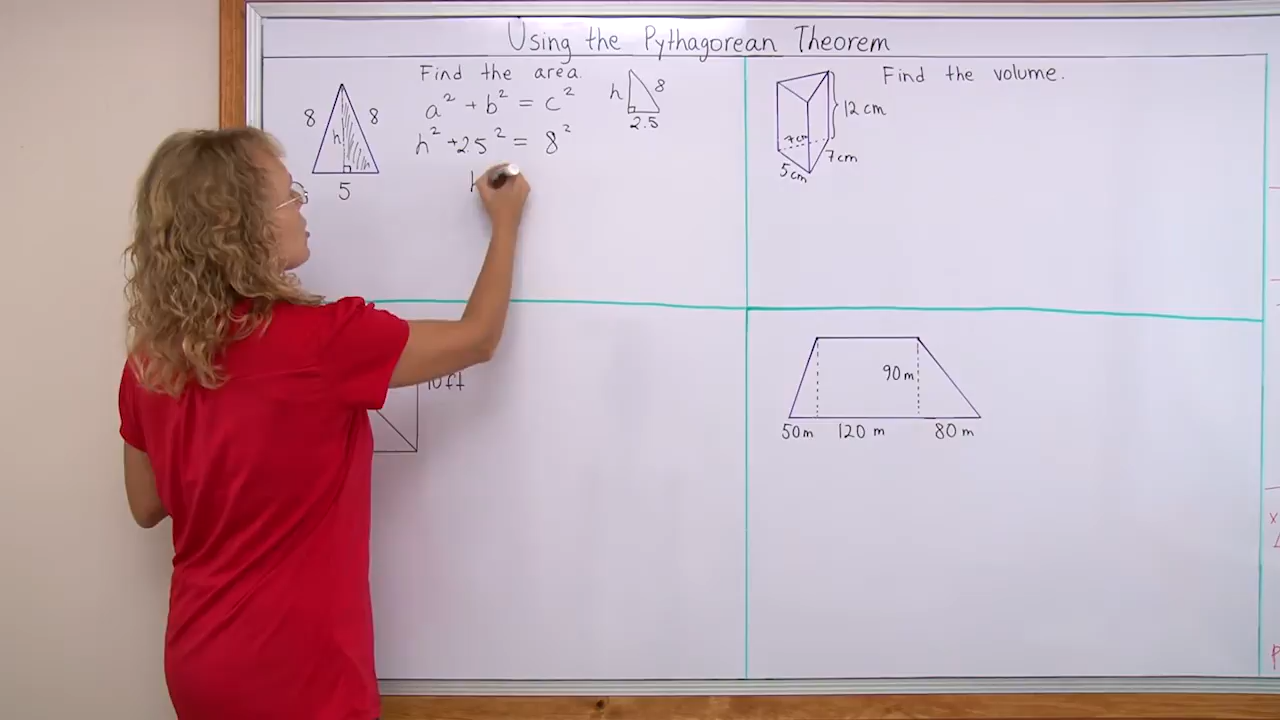 Using the Pythagorean Theorem
Find the area.
8
8
h
5
a² + b² = c²
h² + 2.5² = 8²
h
h
8
2.5
Find the volume.
12 cm
7 cm
7 cm
5 cm
10 ft
90 m
50 m
120 m
80 m
x
p